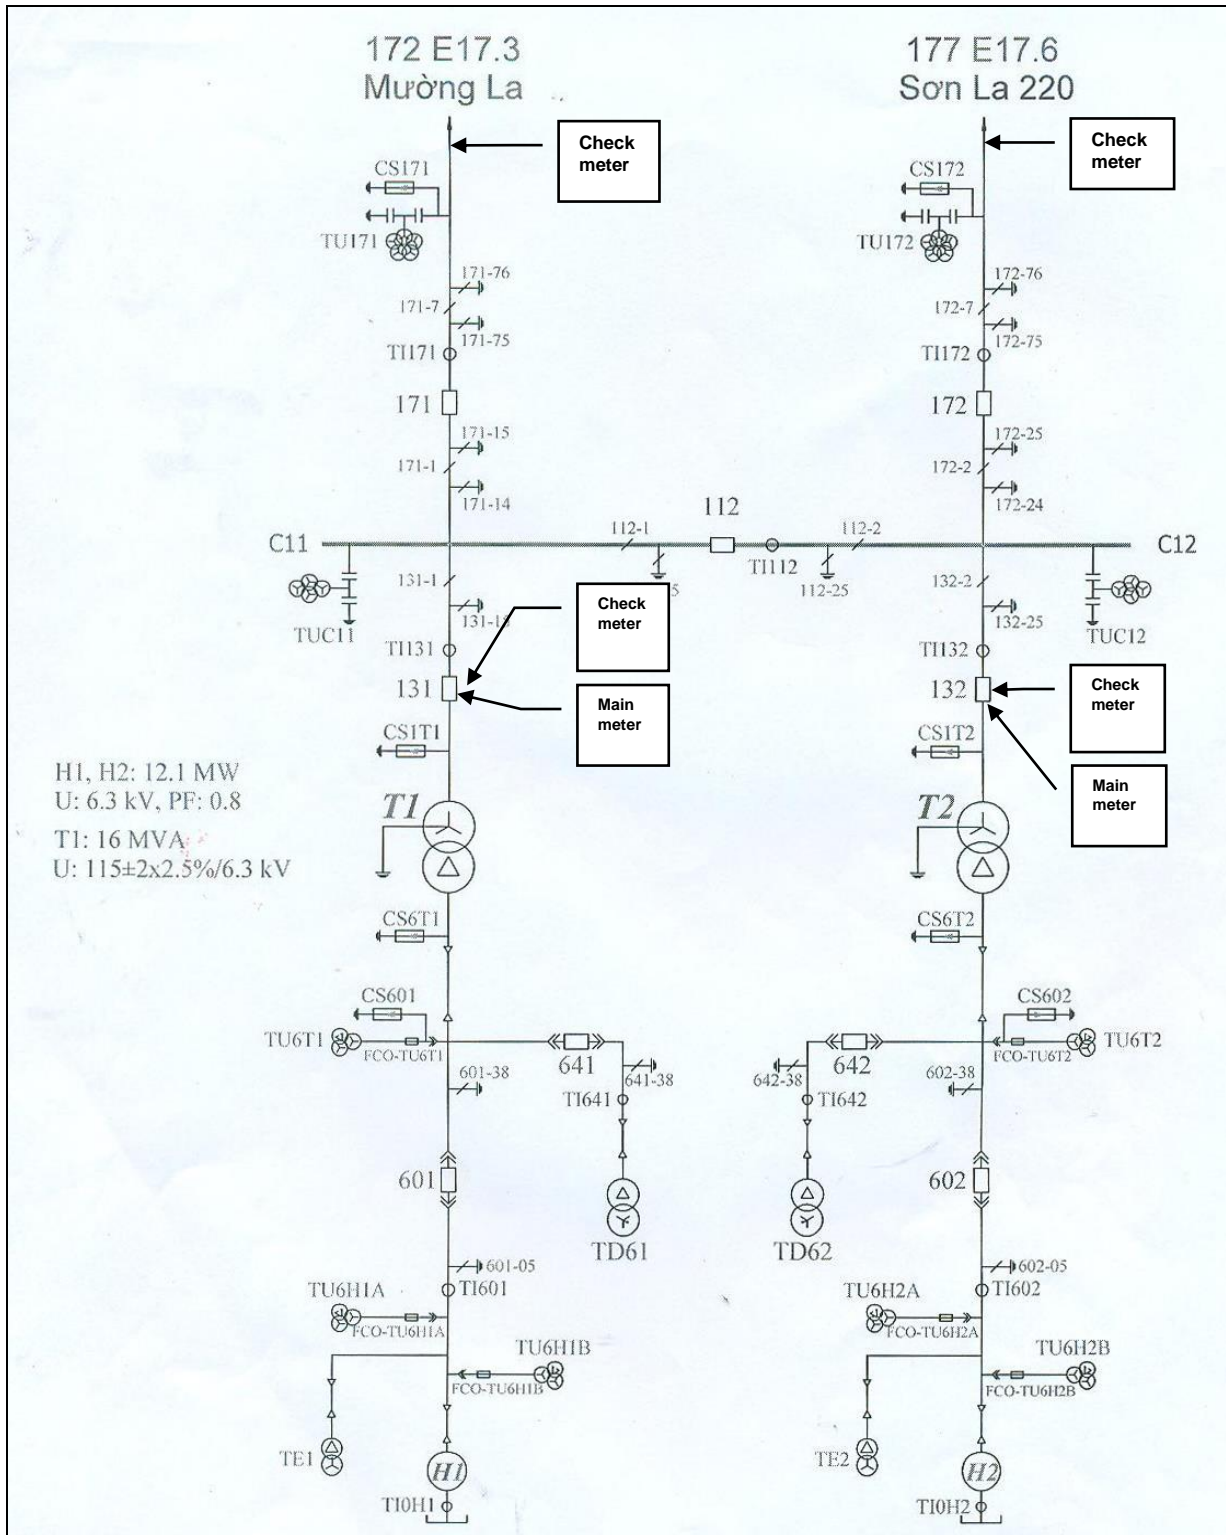 172 E17.3
Mường La
177 E17.6
Sơn La 220
Check
meter
Check
meter
CS171
CS172
TU171
TU172
171-76
172-76
171-7
172-7
171-75
172-75
TI171
TI172
171
172
171-15
172-25
171-1
172-2
171-14
172-24
112
112-1
112-2
C11
C12
TI112
112-25
131-1
132-2
Check
meter
132-25
TUC11
TUC12
TI131
TI132
131
132
Main
meter
Check
meter
CS1T1
CS1T2
Main
meter
H1, H2: 12.1 MW
U: 6.3 kV, PF: 0.8
T1: 16 MVA
U: 115±2x2.5%/6.3 kV
T1
T2
CS6T1
CS6T2
CS601
CS602
TU6T1
FCO-TU6T1
641
642
FCO-TU6T2
TU6T2
601-38
641-38
642-38
602-38
TI641
TI642
601
602
TD61
TD62
601-05
602-05
TU6H1A
TI601
TU6H2A
TI602
FCO-TU6H1A
FCO-TU6H2A
TU6H1B
TU6H2B
FCO-TU6H1B
FCO-TU6H2B
TE1
H1
TE2
H2
TI0H1
TI0H2